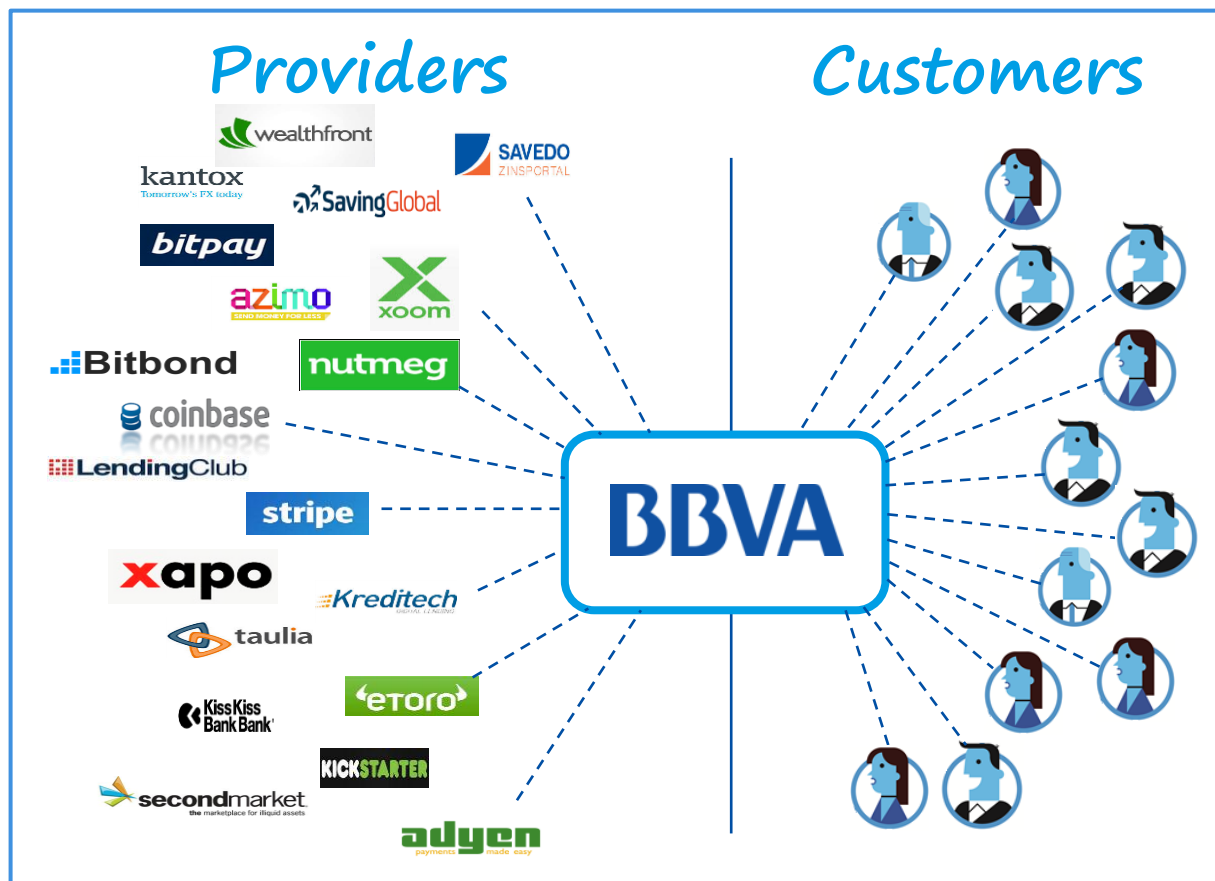 Providers
Customers
wealthfront
SAVEDO
ZINSPORTAL
kantox
Tomorrow's FX today
SavingGlobal
bitpay
azimo
SEND MONEY FOR LESS
xoom
Bitbond
nutmeg
coinbase
LendingClub
stripe
BBVA
xapo
Kreditech
DIGITAL LENDING
taulia
eTORO
KissKiss
BankBank
KICKSTARTER
secondmarket
the marketplace for illiquid assets
adyen
payments made easy